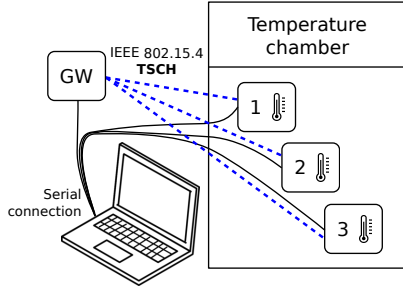 Temperature
chamber
IEEE 802.15.4
TSCH
GW
1
2
3
Serial
connection